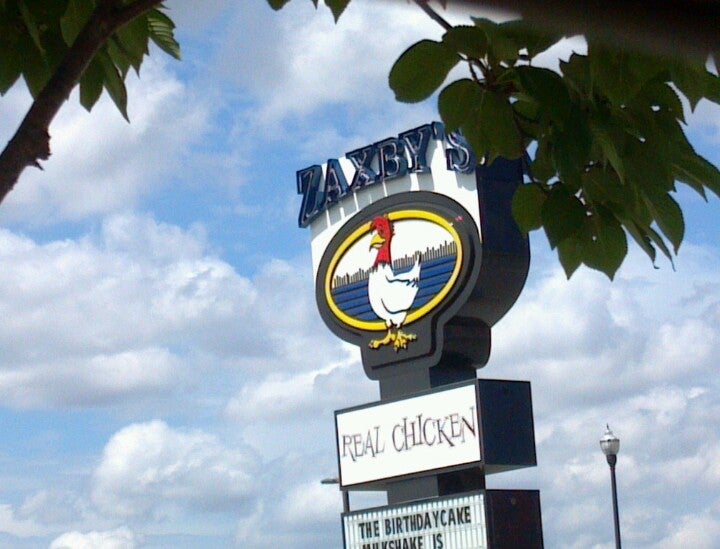 ZAXBY'S
REAL CHICKEN
THE BIRTHDAYCAKE
MILKSHAKE IS